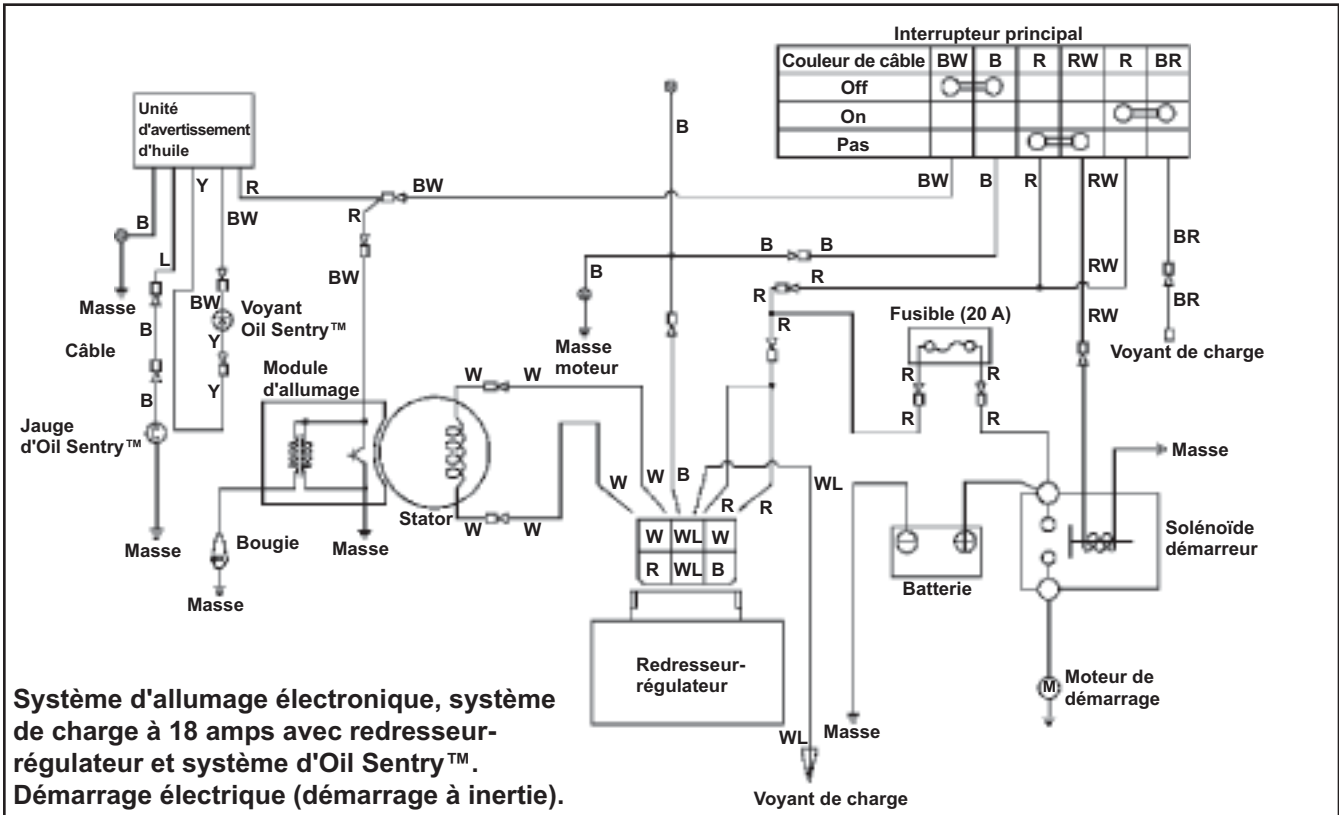 Interrupteur principal
Couleur de câble BW B R RW R BR
Off
On
Pas
Unité
d'avertissement
d'huile
B
Y
R
BW
BW
B
R
RW
B
BW
R
B
L
B
B
BR
BW
R
RW
Masse
BW
Voyant
Oil Sentry™
B
R
R
RW
BR
Fusible (20 A)
Câble
B
Y
Masse
moteur
Voyant de charge
Module
d'allumage
W
W
R
R
Y
B
R
R
Jauge
d'Oil Sentry™
Masse
W
W
B
WL
Stator
R
R
W
W
Masse
Bougie
Masse
W WL W
R WL B
Solénoïde
démarreur
Batterie
Masse
Redresseur-
régulateur
Moteur de
démarrage
M
WL
Masse
Voyant de charge
Système d'allumage électronique, système
de charge à 18 amps avec redresseur-
régulateur et système d'Oil Sentry™.
Démarrage électrique (démarrage à inertie).